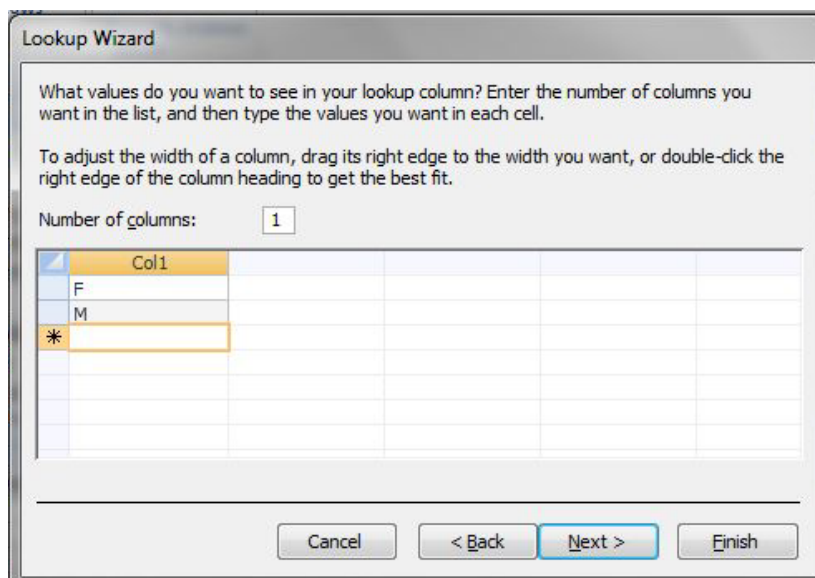 Lookup Wizard
What values do you want to see in your lookup column? Enter the number of columns you
want in the list, and then type the values you want in each cell.
To adjust the width of a column, drag its right edge to the width you want, or double-click the
right edge of the column heading to get the best fit.
Number of columns: 1
Col1
F
M
Cancel < Back Next > Finish